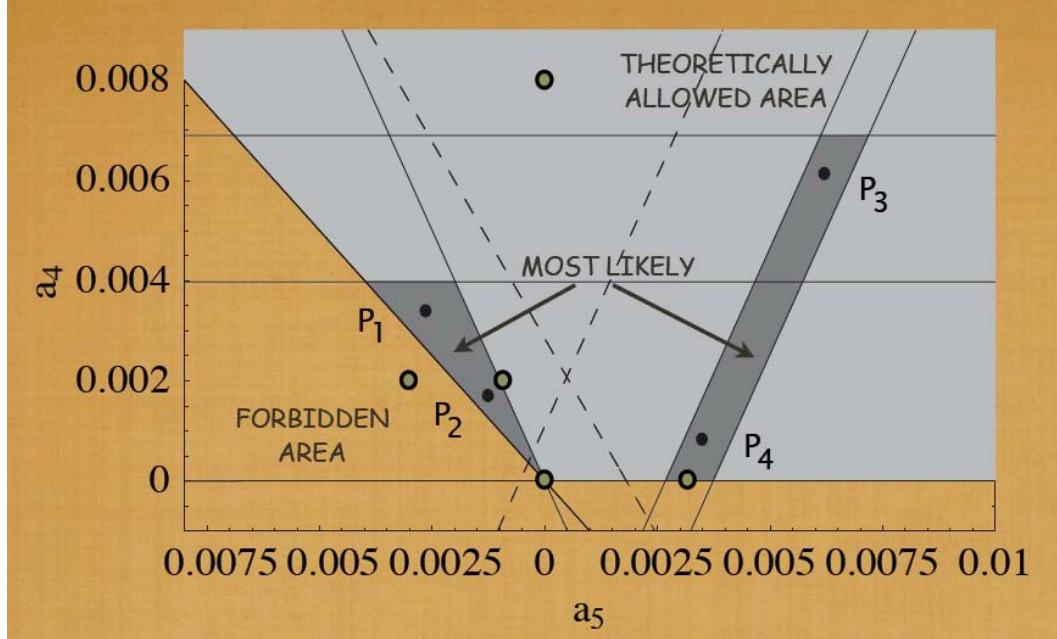 THEORETICALLY
ALLOWED AREA
0.008
0.006
P3
MOST LIKELY
0.004
a4
P1
0.002
P2
FORBIDDEN
AREA
P4
0
0.0075 0.005 0.0025 0 0.0025 0.005 0.0075 0.01
a5